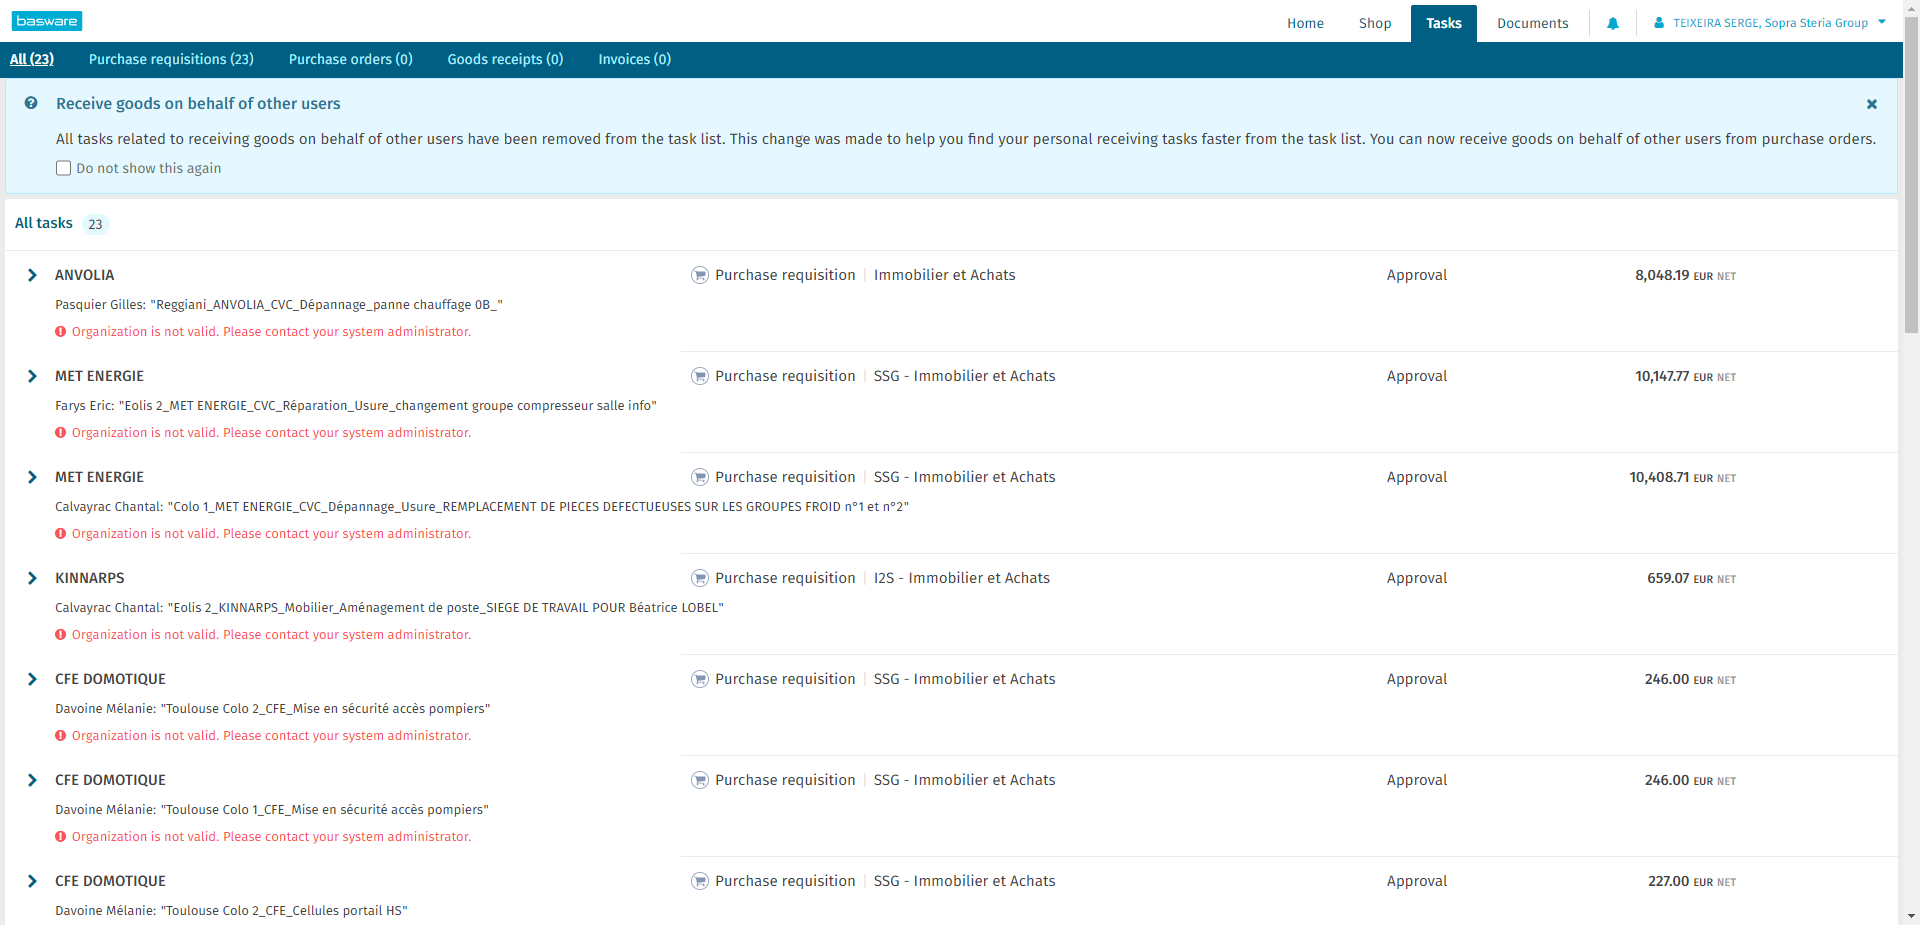 basware
Home Shop Tasks Documents TEIXEIRA SERGE, Sopra Steria Group
All (23) Purchase requisitions (23) Purchase orders (0) Goods receipts (0) Invoices (0)
Receive goods on behalf of other users
All tasks related to receiving goods on behalf of other users have been removed from the task list. This change was made to help you find your personal receiving tasks faster from the task list. You can now receive goods on behalf of other users from purchase orders.
Do not show this again
All tasks 23
ANVOLIA Purchase requisition Immobilier et Achats Approval 8,048.19 EUR NET
Pasquier Gilles: "Reggiani_ANVOLIA_CVC_Dépannage_panne chauffage 0B_"
Organization is not valid. Please contact your system administrator.
MET ENERGIE Purchase requisition SSG - Immobilier et Achats Approval 10,147.77 EUR NET
Farys Eric: "Eolis 2_MET ENERGIE_CVC_Réparation_Usure_changement groupe compresseur salle info"
Organization is not valid. Please contact your system administrator.
MET ENERGIE Purchase requisition SSG - Immobilier et Achats Approval 10,408.71 EUR NET
Calvayrac Chantal: "Colo 1_MET ENERGIE_CVC_Dépannage_Usure_REMPLACEMENT DE PIECES DEFECTUEUSES SUR LES GROUPES FROID n°1 et n°2"
Organization is not valid. Please contact your system administrator.
KINNARPS Purchase requisition I2S - Immobilier et Achats Approval 659.07 EUR NET
Calvayrac Chantal: "Eolis 2_KINNARPS_Mobilier_Aménagement de poste_SIEGE DE TRAVAIL POUR Béatrice LOBEL"
Organization is not valid. Please contact your system administrator.
CFE DOMOTIQUE Purchase requisition SSG - Immobilier et Achats Approval 246.00 EUR NET
Davoine Mélanie: "Toulouse Colo 2_CFE_Mise en sécurité accès pompiers"
Organization is not valid. Please contact your system administrator.
CFE DOMOTIQUE Purchase requisition SSG - Immobilier et Achats Approval 246.00 EUR NET
Davoine Mélanie: "Toulouse Colo 1_CFE_Mise en sécurité accès pompiers"
Organization is not valid. Please contact your system administrator.
CFE DOMOTIQUE Purchase requisition SSG - Immobilier et Achats Approval 227.00 EUR NET
Davoine Mélanie: "Toulouse Colo 2_CFE_Cellules portail HS"